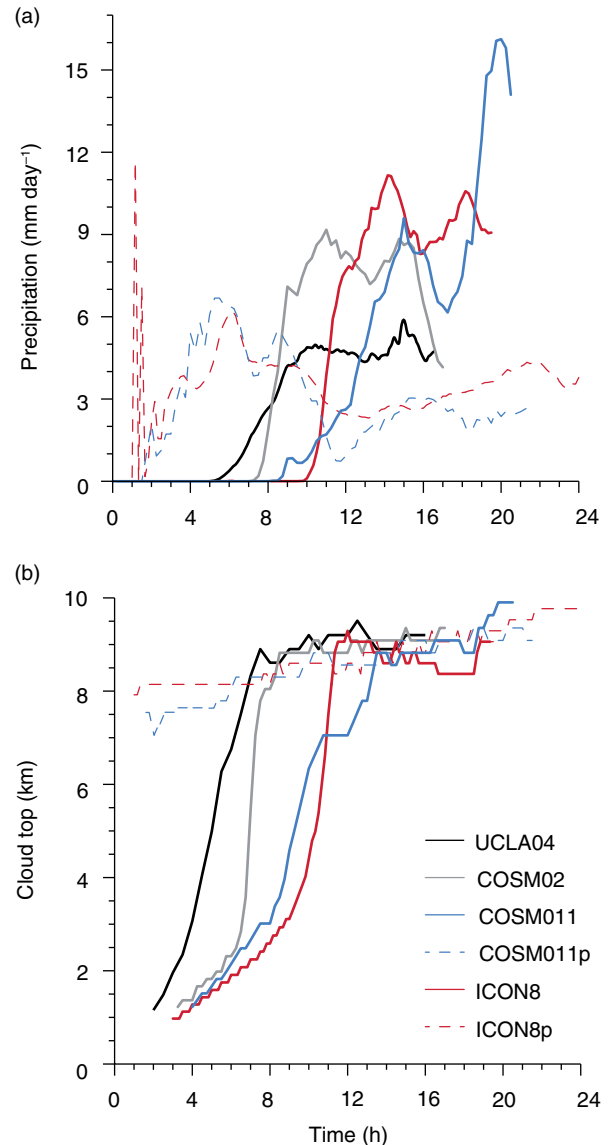 (a)
Precipitation (mm day⁻¹)
15
12
9
6
3
0
0 4 8 12 16 20 24
(b)
Cloud top (km)
10
8
6
4
2
0
UCLA04
COSM02
COSM011
COSM011p
ICON8
ICON8p
0 4 8 12 16 20 24
Time (h)